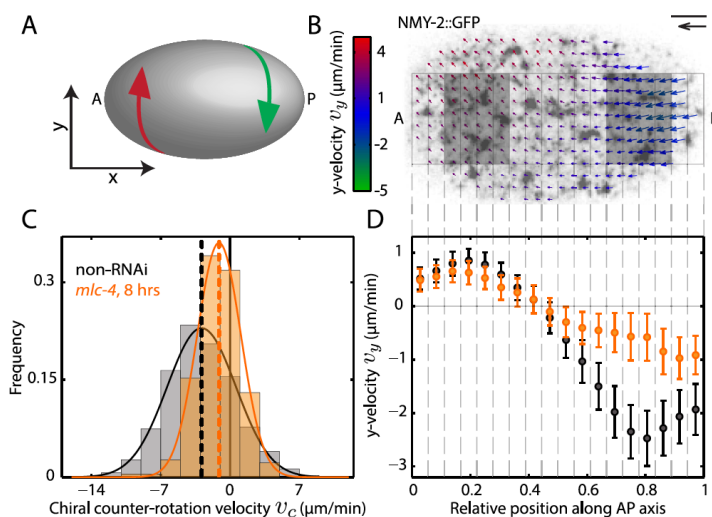 A
B
NMY-2::GFP
A
P
y
x
y-velocity v_y (μm/min)
4
2
-1
-5
A
C
D
non-RNAi
mlc-4, 8 hrs
Frequency
0.3
0.15
0
-14
-7
0
7
Chiral counter-rotation velocity v_c (μm/min)
y-velocity v_y (μm/min)
1
0
-1
-2
-3
0
0.2
0.4
0.6
0.8
1
Relative position along AP axis